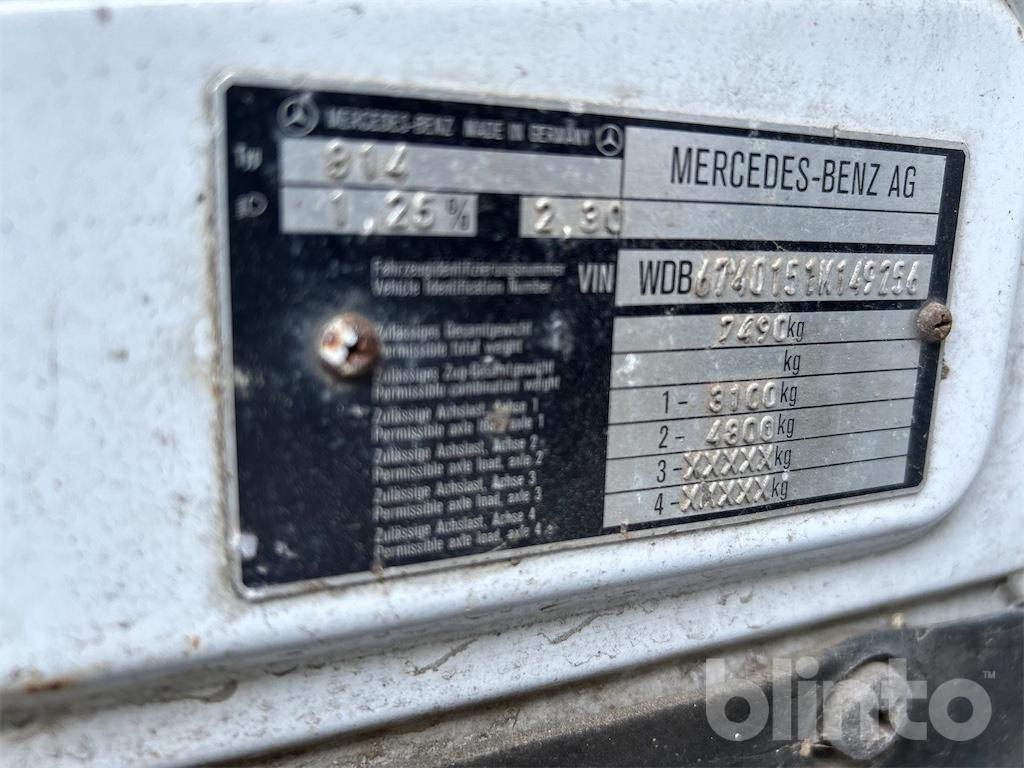 MERCEDES-BENZ MADE IN GERMANY
Typ 814
MERCEDES-BENZ AG
1,25% 2,30
Fahrzeugidentifizierungsnummer
Vehicle Identification Number
VIN WDB6740151K149256
Zulässiges Gesamtgewicht
Permissible total weight
7490kg
Zulässiges Zug-Gesamtgewicht
Permissible combination weight
kg
Zulässige Achslast, Achse 1
Permissible axle load, axle 1
1- 3100kg
Zulässige Achslast, Achse 2
Permissible axle load, axle 2
2- 4800kg
Zulässige Achslast, Achse 3
Permissible axle load, axle 3
3-XXXXXkg
Zulässige Achslast, Achse 4
Permissible axle load, axle 4
4-XXXXXkg
blinto™